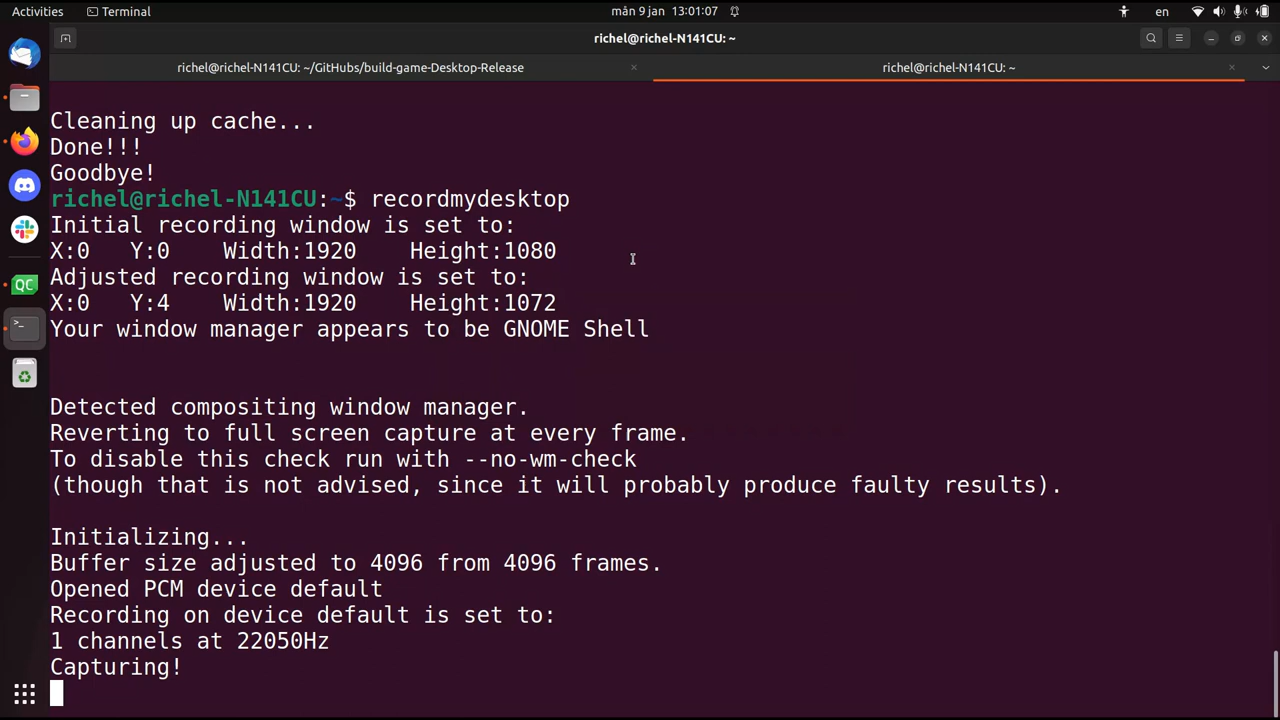 Activities Terminal mån 9 jan 13:01:07 en
richel@richel-N141CU: ~
richel@richel-N141CU: ~/GitHubs/build-game-Desktop-Release richel@richel-N141CU: ~
Cleaning up cache...
Done!!!
Goodbye!
richel@richel-N141CU:~$ recordmydesktop
Initial recording window is set to:
X:0 Y:0 Width:1920 Height:1080
Adjusted recording window is set to:
X:0 Y:4 Width:1920 Height:1072
Your window manager appears to be GNOME Shell
Detected compositing window manager.
Reverting to full screen capture at every frame.
To disable this check run with --no-wm-check
(though that is not advised, since it will probably produce faulty results).
Initializing...
Buffer size adjusted to 4096 from 4096 frames.
Opened PCM device default
Recording on device default is set to:
1 channels at 22050Hz
Capturing!
QC
>_